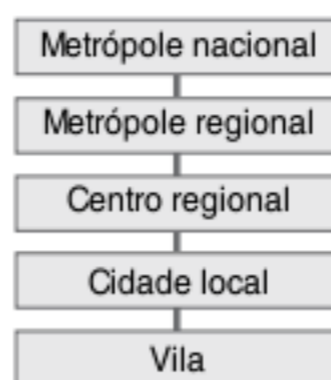 Metrópole nacional
Metrópole regional
Centro regional
Cidade local
Vila